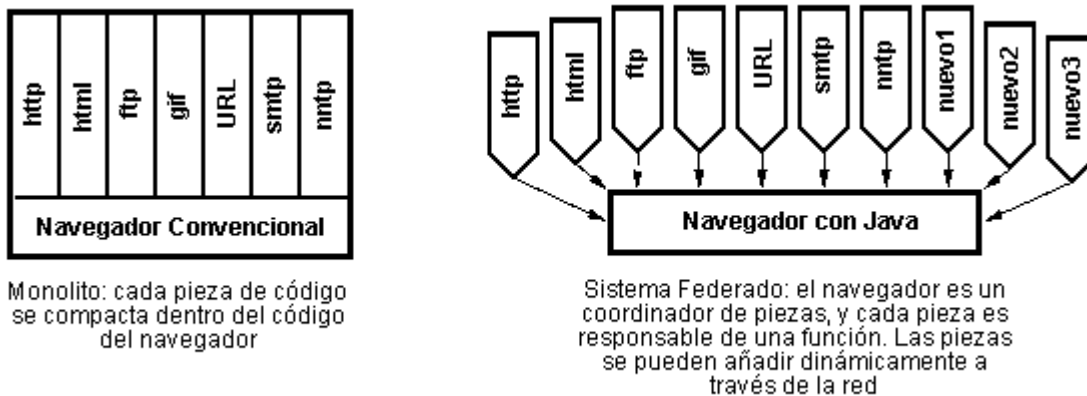 http
html
ftp
gif
URL
smtp
nntp
Navegador Convencional
Monolito: cada pieza de código
se compacta dentro del código
del navegador
http
html
ftp
gif
URL
smtp
nntp
nuevo1
nuevo2
nuevo3
Navegador con Java
Sistema Federado: el navegador es un
coordinador de piezas, y cada pieza es
responsable de una función. Las piezas
se pueden añadir dinámicamente a
través de la red